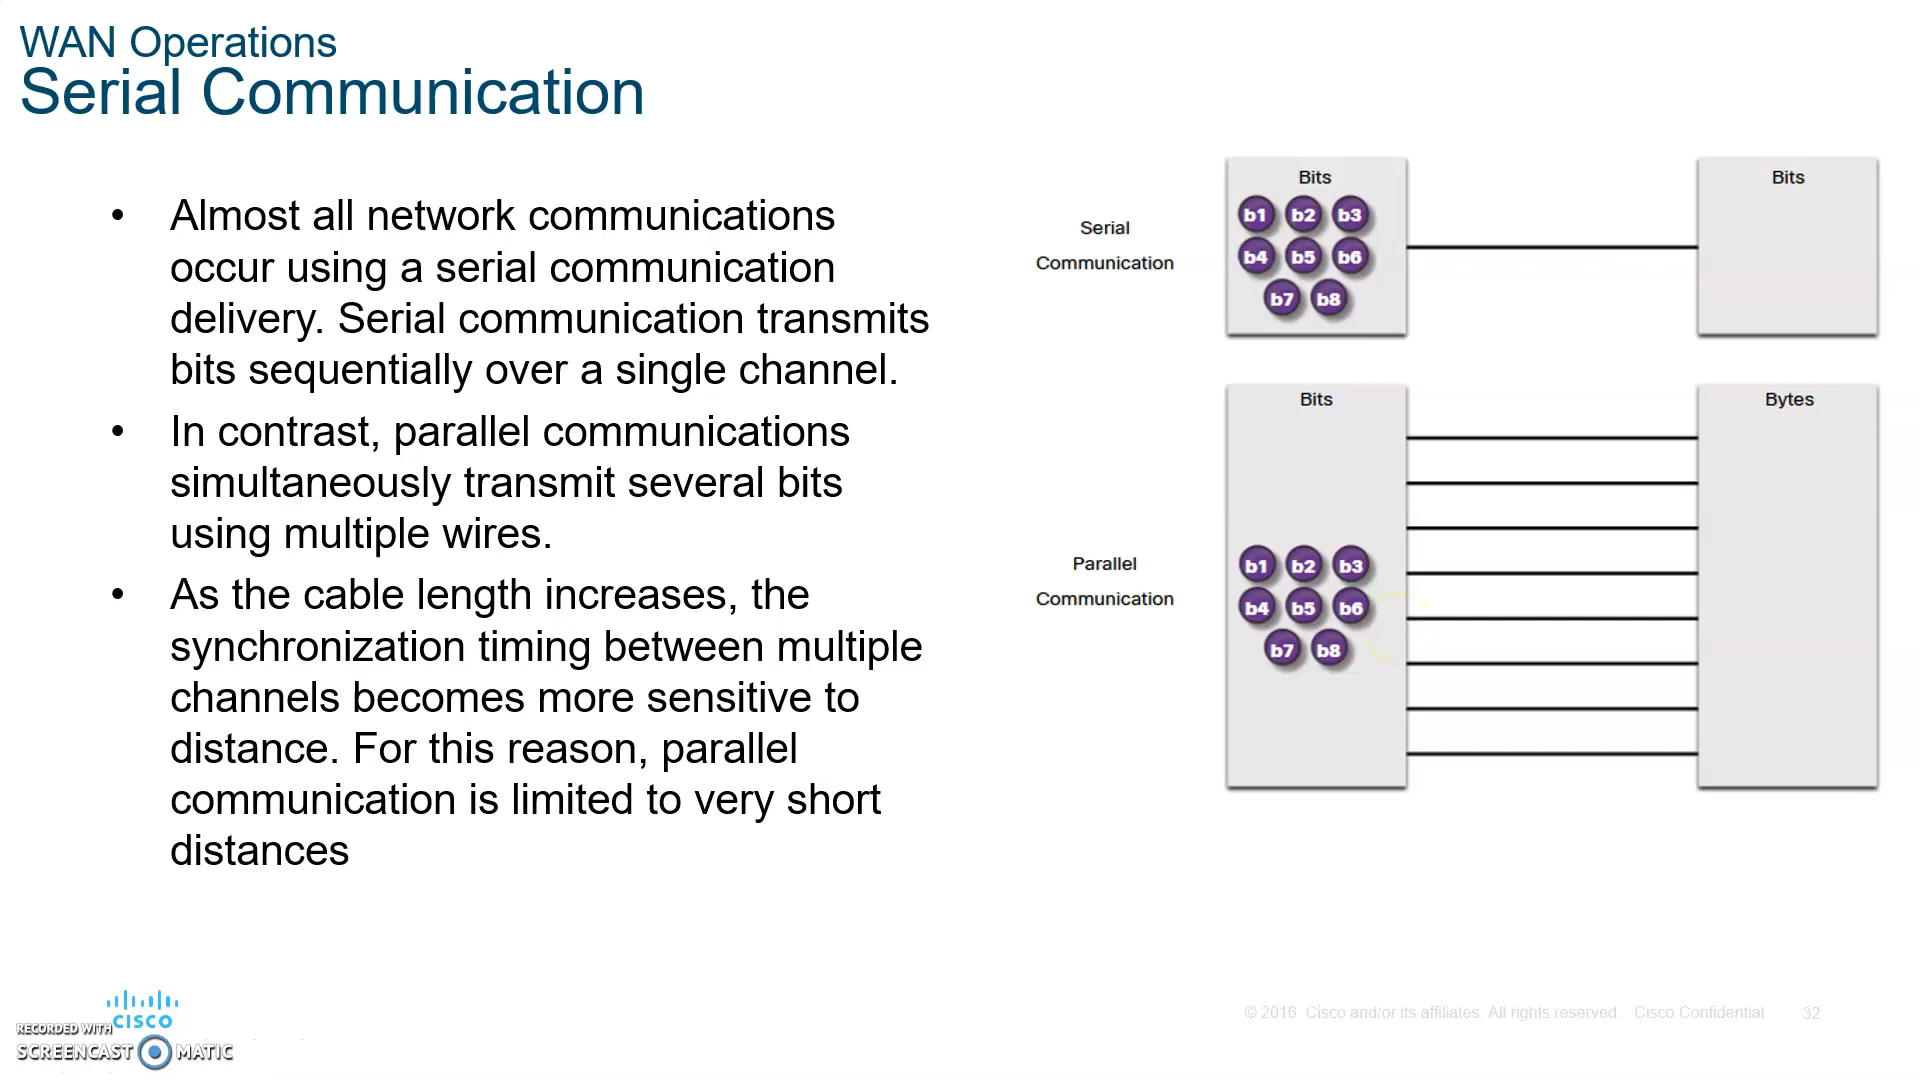 WAN Operations
Serial Communication
• Almost all network communications
occur using a serial communication
delivery. Serial communication transmits
bits sequentially over a single channel.
• In contrast, parallel communications
simultaneously transmit several bits
using multiple wires.
• As the cable length increases, the
synchronization timing between multiple
channels becomes more sensitive to
distance. For this reason, parallel
communication is limited to very short
distances
Serial
Communication
Bits
b1 b2 b3
b4 b5 b6
b7 b8
Bits
Parallel
Communication
Bits
b1 b2 b3
b4 b5 b6
b7 b8
Bytes
CISCO
RECORDED WITH
SCREENCAST MATIC
© 2016 Cisco and/or its affiliates. All rights reserved. Cisco Confidential
32